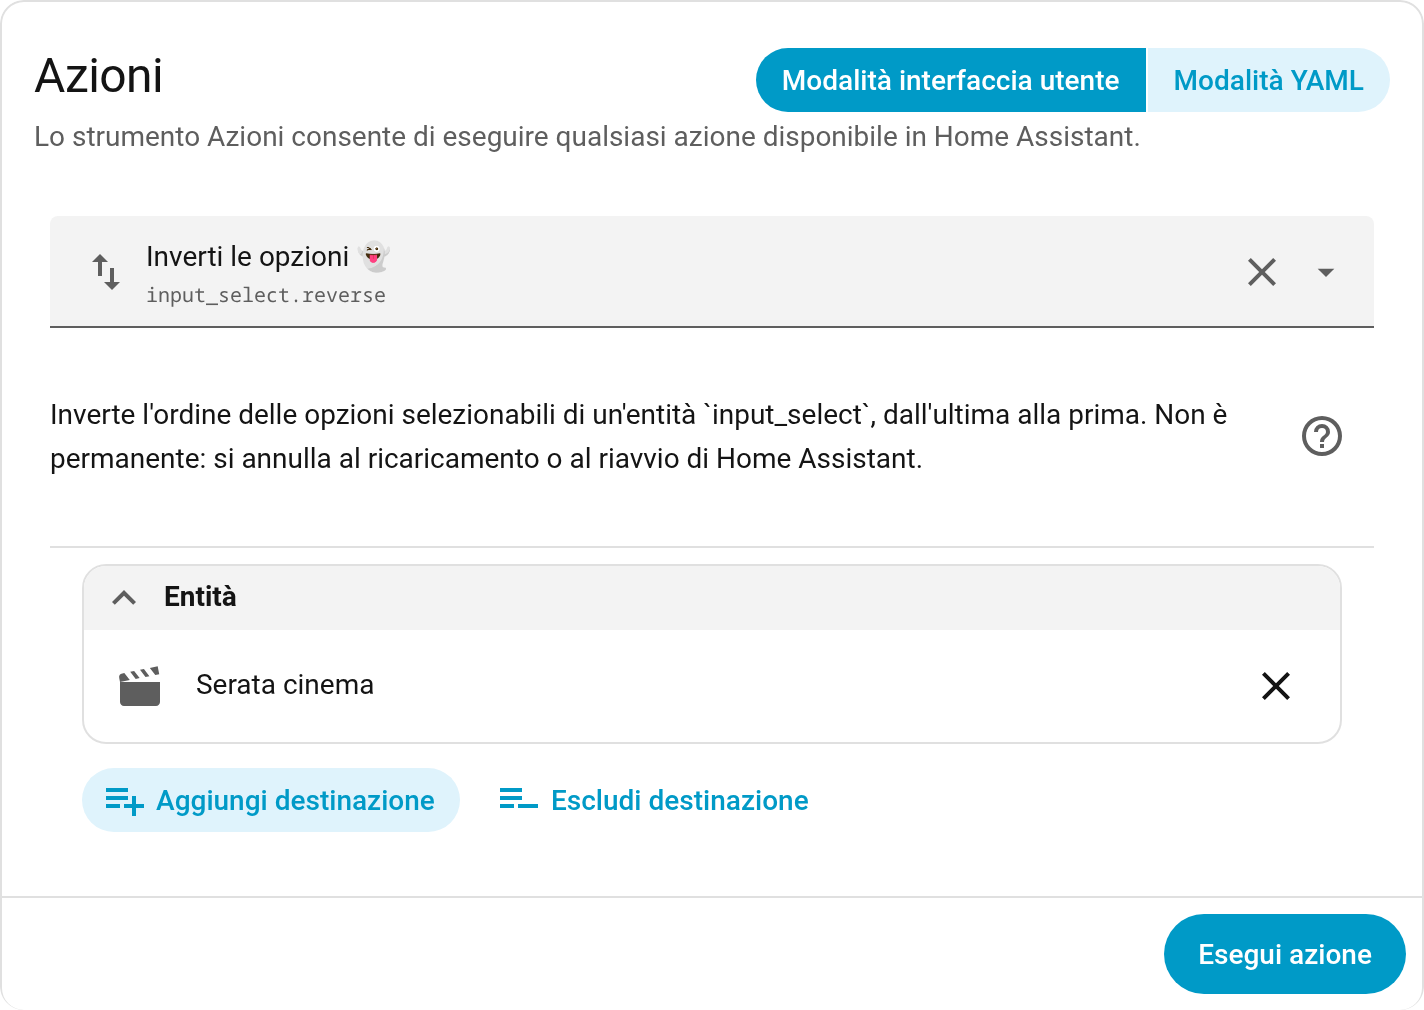 Azioni
Modalità interfaccia utente
Modalità YAML
Lo strumento Azioni consente di eseguire qualsiasi azione disponibile in Home Assistant.
Inverti le opzioni 👻
input_select.reverse
Inverte l'ordine delle opzioni selezionabili di un'entità `input_select`, dall'ultima alla prima. Non è
permanente: si annulla al ricaricamento o al riavvio di Home Assistant.
Entità
Serata cinema
Aggiungi destinazione
Escludi destinazione
Esegui azione